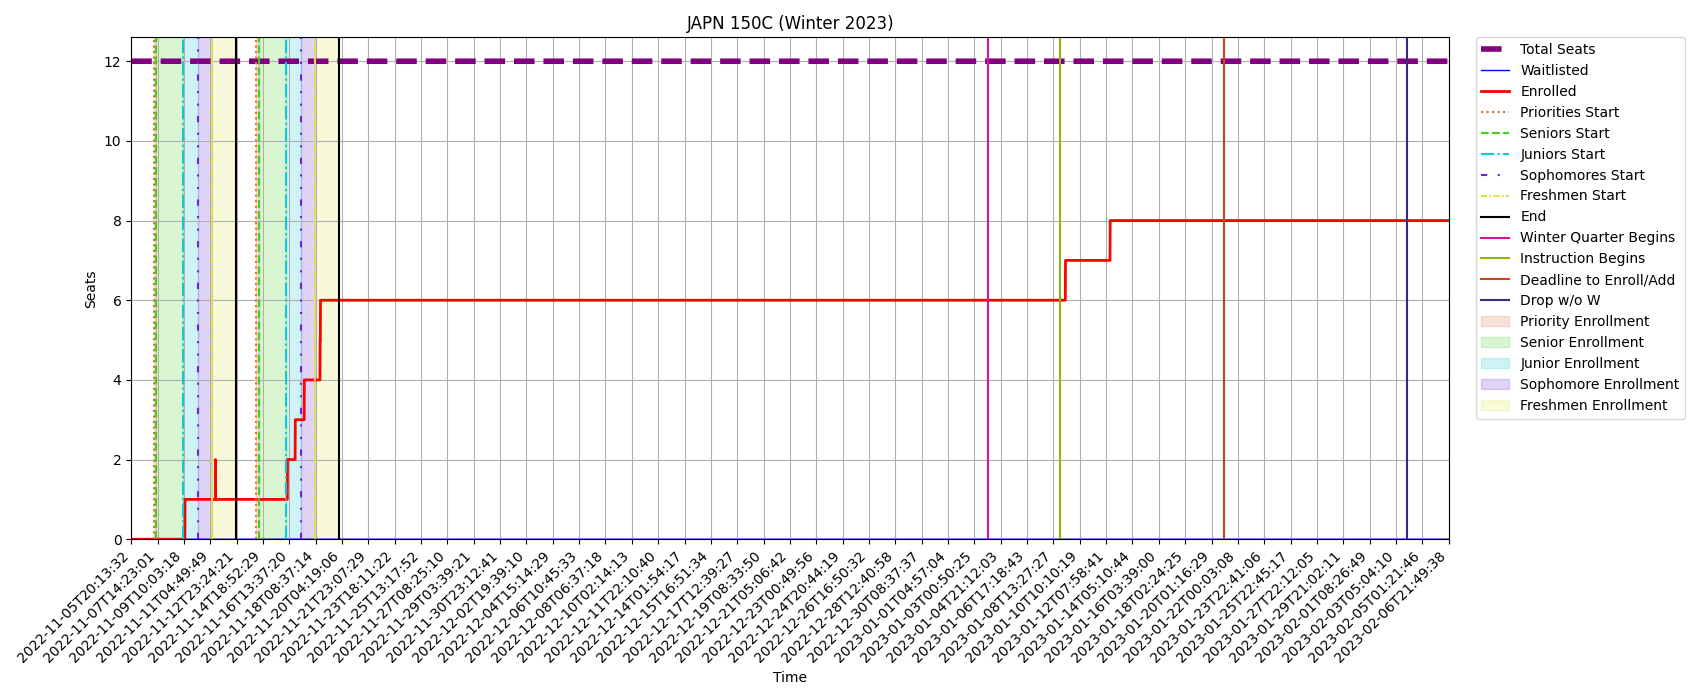 JAPN 150C (Winter 2023)
Seats
12
10
8
6
4
2
0
2022-11-05T20:13:32
2022-11-07T14:23:01
2022-11-09T10:03:18
2022-11-11T04:49:49
2022-11-12T23:24:21
2022-11-14T18:52:29
2022-11-16T13:37:20
2022-11-18T08:37:14
2022-11-20T04:19:06
2022-11-21T23:07:29
2022-11-23T18:11:22
2022-11-25T13:17:52
2022-11-27T08:25:10
2022-11-29T03:39:21
2022-11-30T23:12:41
2022-12-02T19:39:10
2022-12-04T15:14:29
2022-12-06T10:45:33
2022-12-08T06:37:18
2022-12-10T02:14:13
2022-12-11T22:10:40
2022-12-14T01:54:17
2022-12-15T16:51:34
2022-12-17T12:39:27
2022-12-19T08:33:50
2022-12-21T05:06:42
2022-12-23T00:49:56
2022-12-24T20:44:19
2022-12-26T16:50:32
2022-12-28T12:40:58
2022-12-30T08:37:37
2023-01-01T04:57:04
2023-01-03T00:50:25
2023-01-04T21:12:03
2023-01-06T17:18:43
2023-01-08T13:27:27
2023-01-10T10:10:19
2023-01-12T07:58:41
2023-01-14T05:10:44
2023-01-16T03:39:00
2023-01-18T02:24:25
2023-01-20T01:16:29
2023-01-22T00:03:08
2023-01-23T22:41:06
2023-01-25T22:45:17
2023-01-27T22:12:05
2023-01-29T21:02:11
2023-02-01T08:26:49
2023-02-03T05:04:10
2023-02-05T01:21:46
2023-02-06T21:49:38
Time
Total Seats
Waitlisted
Enrolled
Priorities Start
Seniors Start
Juniors Start
Sophomores Start
Freshmen Start
End
Winter Quarter Begins
Instruction Begins
Deadline to Enroll/Add
Drop w/o W
Priority Enrollment
Senior Enrollment
Junior Enrollment
Sophomore Enrollment
Freshmen Enrollment